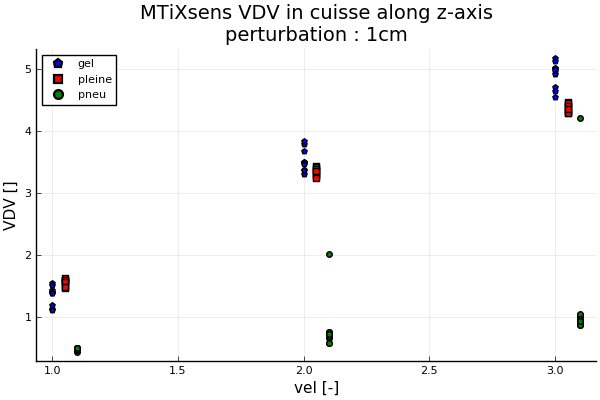 MTiXsens VDV in cuisse along z-axis
perturbation : 1cm
gel
pleine
pneu
VDV []
5
4
3
2
1
1.0
1.5
2.0
2.5
3.0
vel [-]